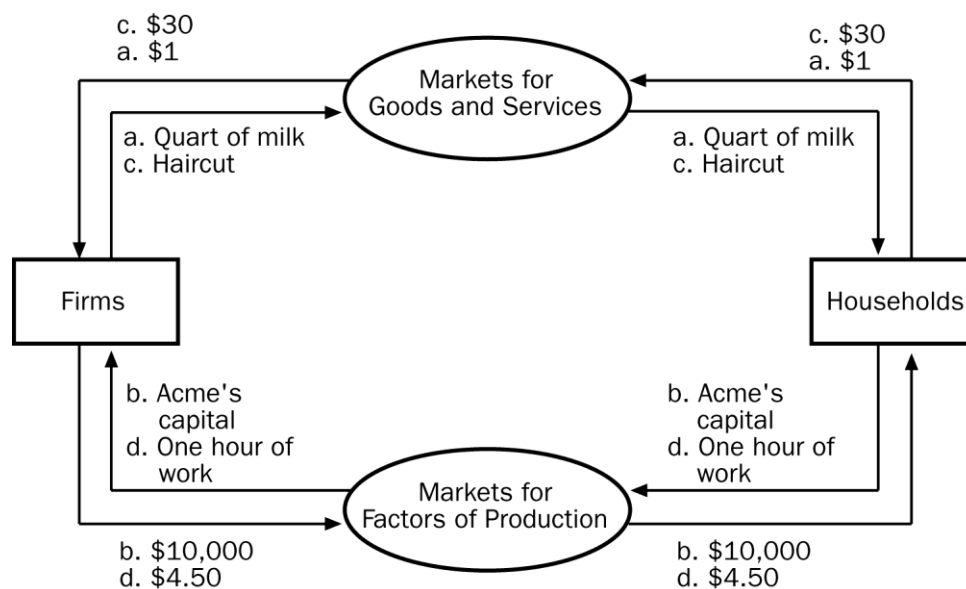 c. $30
a. $1
Markets for
Goods and Services
c. $30
a. $1
a. Quart of milk
c. Haircut
a. Quart of milk
c. Haircut
Firms
Households
b. Acme's
capital
d. One hour of
work
b. Acme's
capital
d. One hour of
work
Markets for
Factors of Production
b. $10,000
d. $4.50
b. $10,000
d. $4.50